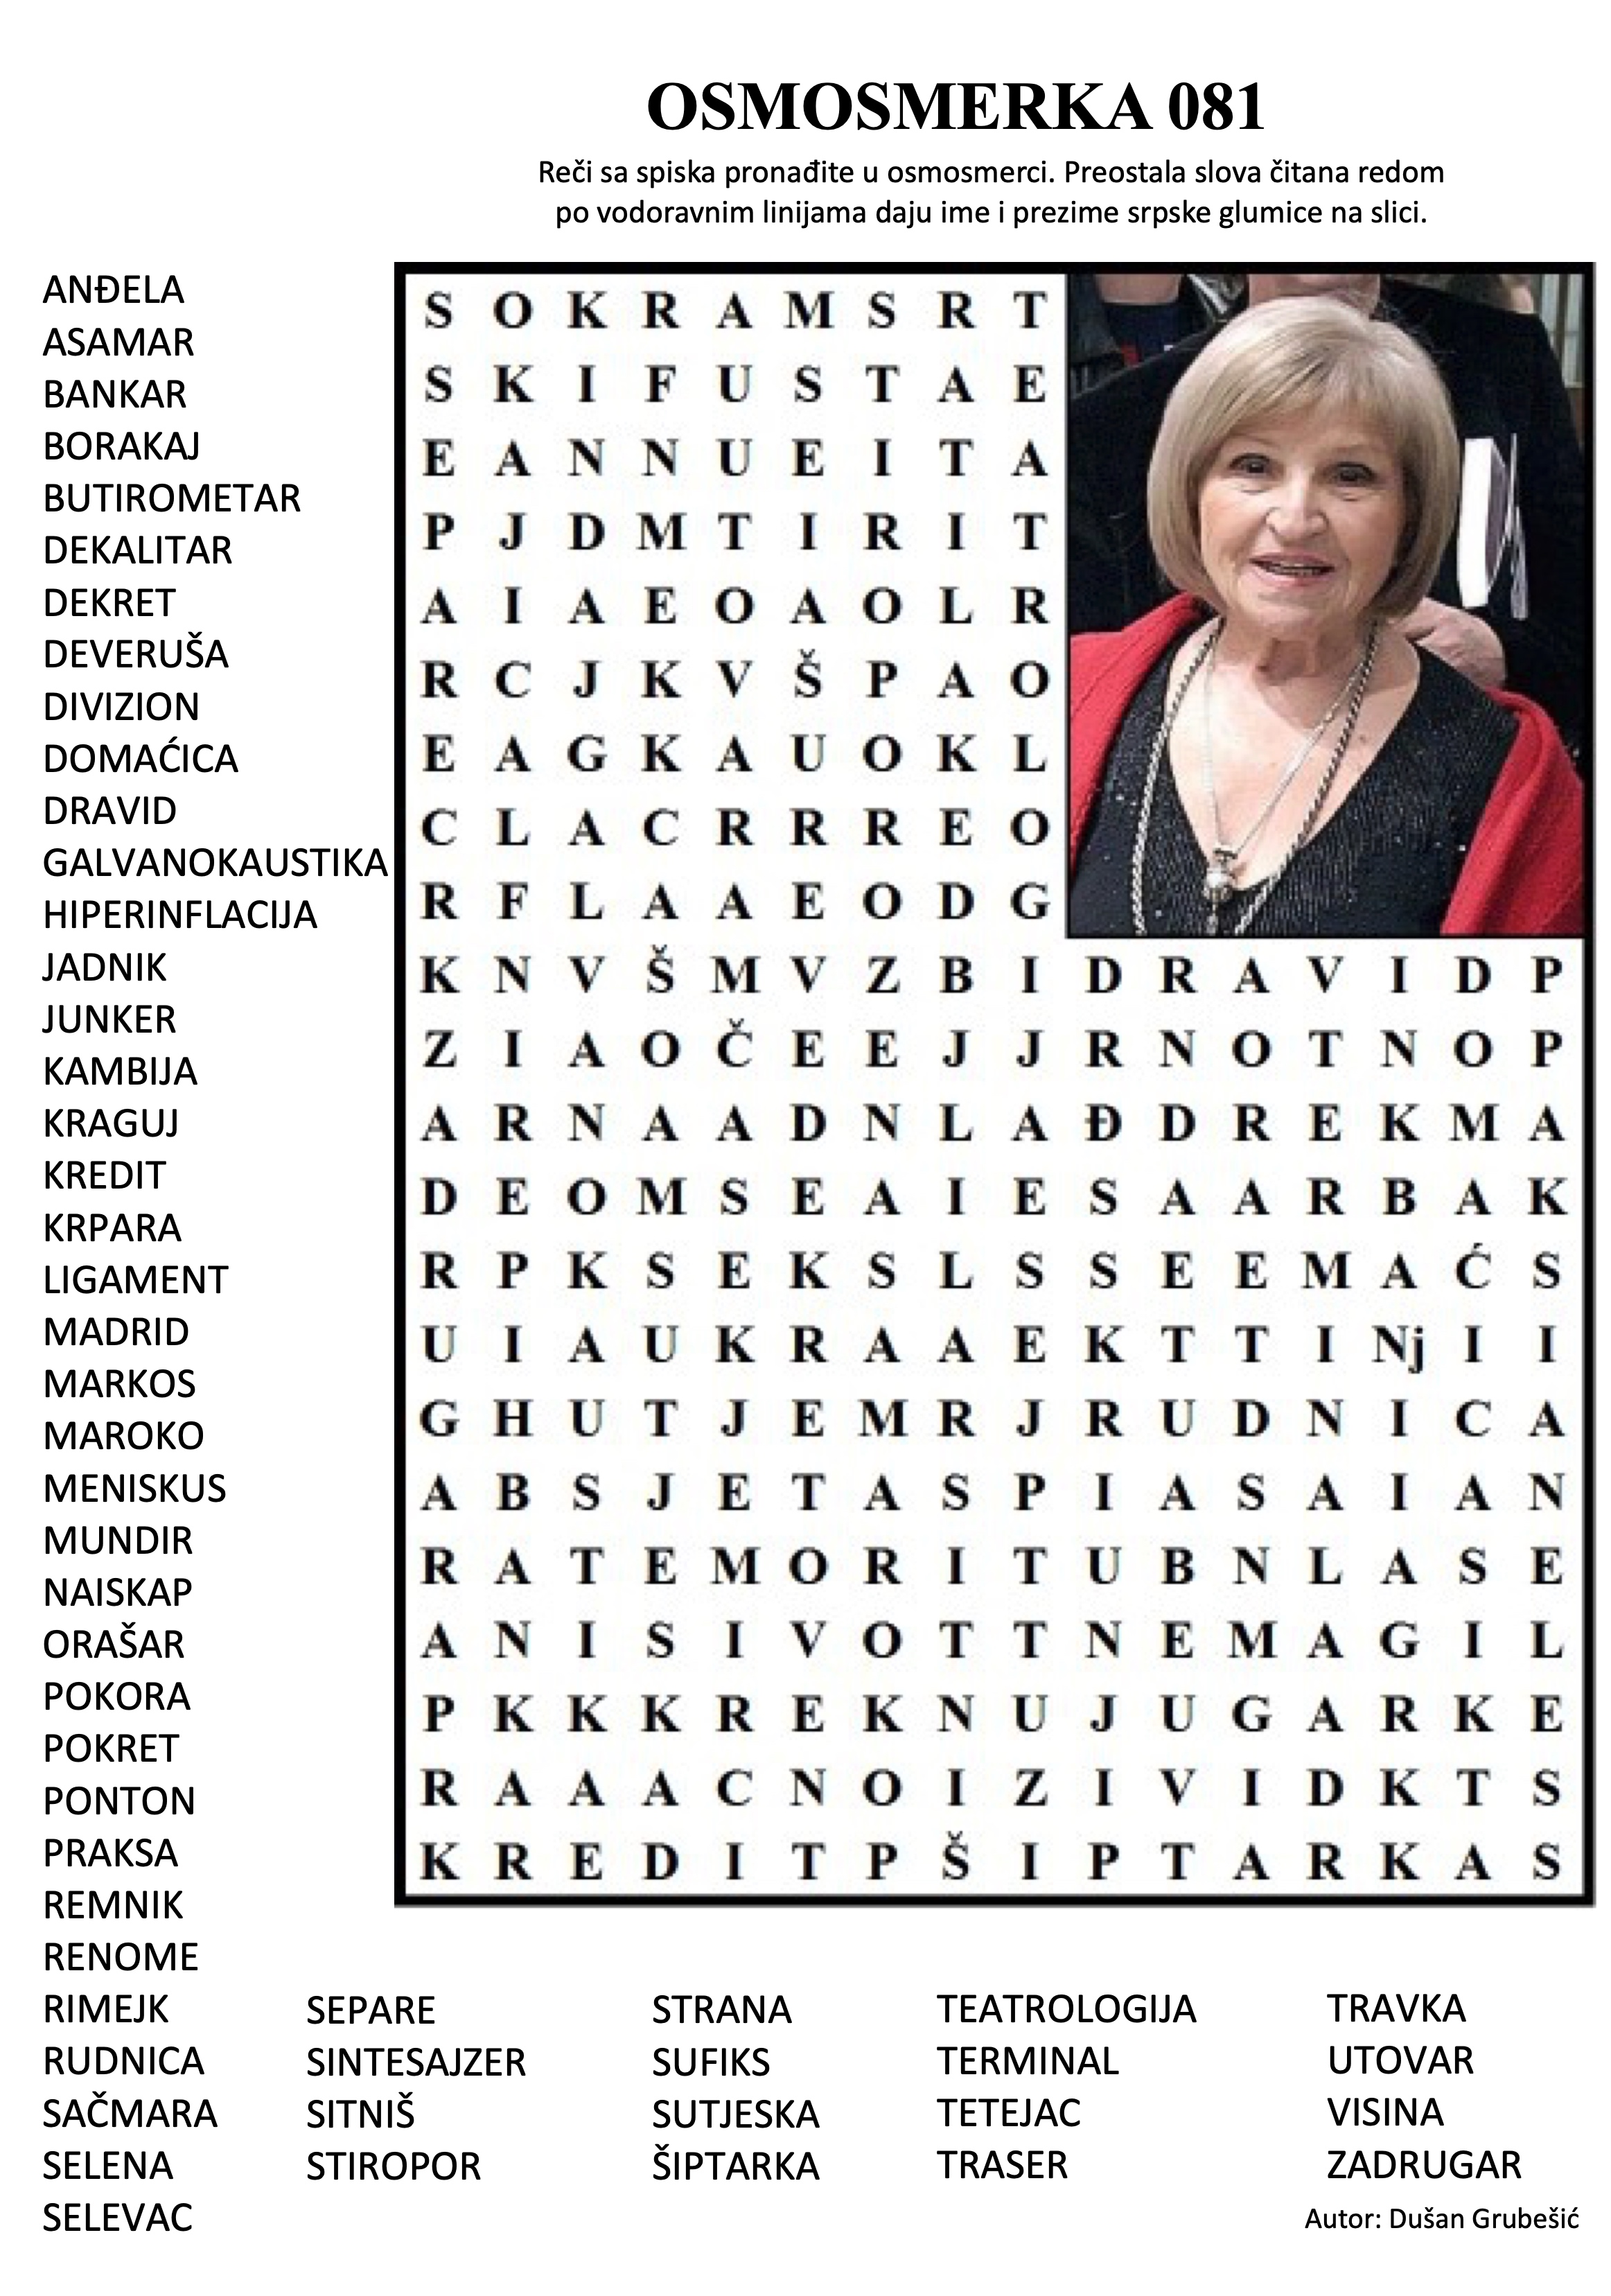 OSMOSMERKA 081
Reči sa spiska pronađite u osmosmerci. Preostala slova čitana redom
po vodoravnim linijama daju ime i prezime srpske glumice na slici.
ANĐELA
ASAMAR
BANKAR
BORAKAJ
BUTIROMETAR
DEKALITAR
DEKRET
DEVERUŠA
DIVIZION
DOMAĆICA
DRAVID
GALVANOKAUSTIKA
HIPERINFLACIJA
JADNIK
JUNKER
KAMBIJA
KRAGUJ
KREDIT
KRPARA
LIGAMENT
MADRID
MARKOS
MAROKO
MENISKUS
MUNDIR
NAISKAP
ORAŠAR
POKORA
POKRET
PONTON
PRAKSA
REMNIK
RENOME
RIMEJK
RUDNICA
SAČMARA
SELENA
SELEVAC
S O K R A M S R T
S K I F U S T A E
E A N N U E I T A
P J D M T I R I T
A I A E O A O L R
R C J K V Š P A O
E A G K A U O K L
C L A C R R R E O
R F L A A E O D G
K N V Š M V Z B I D R A V I D P
Z I A O Č E E J J R N O T N O P
A R N A A D N L A Đ D R E K M A
D E O M S E A I E S A A R B A K
R P K S E K S L S S E E M A Ć S
U I A U K R A A E K T T I Nj I I
G H U T J E M R J R U D N I C A
A B S J E T A S P I A S A I A N
R A T E M O R I T U B N L A S E
A N I S I V O T T N E M A G I L
P K K K R E K N U J U G A R K E
R A A A C N O I Z I V I D K T S
K R E D I T P Š I P T A R K A S
SEPARE
SINTESAJZER
SITNIŠ
STIROPOR
STRANA
SUFIKS
SUTJESKA
ŠIPTARKA
TEATROLOGIJA
TERMINAL
TETEJAC
TRASER
TRAVKA
UTOVAR
VISINA
ZADRUGAR
Autor: Dušan Grubešić